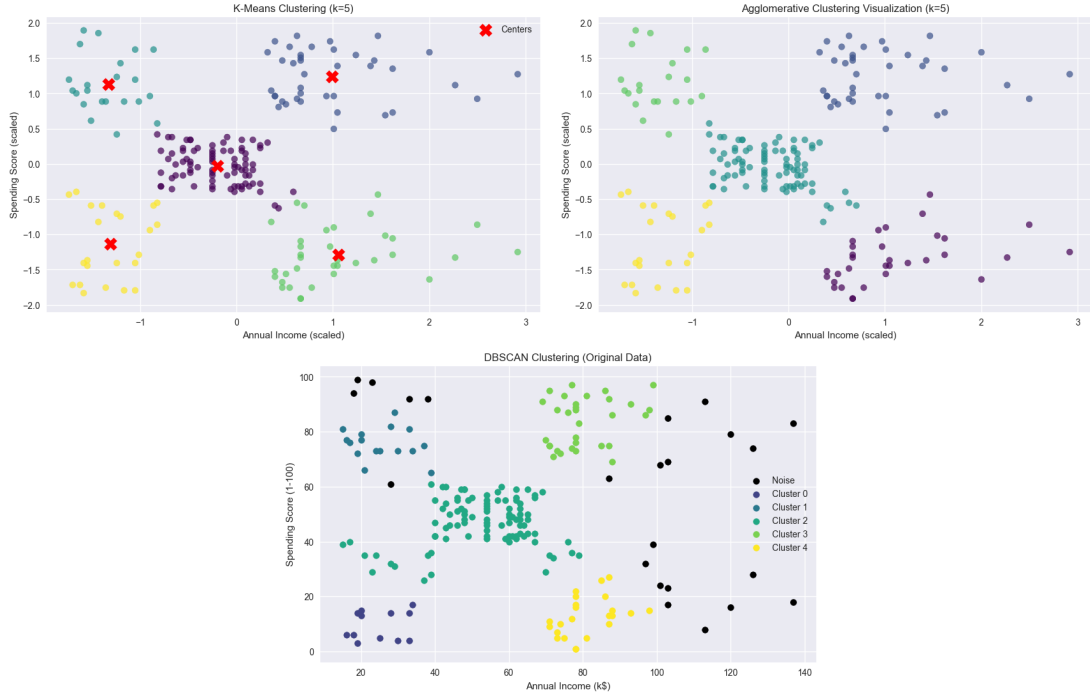 K-Means Clustering (k=5)
Centers
2.0
1.5
1.0
0.5
0.0
−0.5
−1.0
−1.5
−2.0
Spending Score (scaled)
−1
0
1
2
3
Annual Income (scaled)
Agglomerative Clustering Visualization (k=5)
2.0
1.5
1.0
0.5
0.0
−0.5
−1.0
−1.5
−2.0
Spending Score (scaled)
−1
0
1
2
3
Annual Income (scaled)
DBSCAN Clustering (Original Data)
100
80
60
40
20
0
Spending Score (1-100)
Noise
Cluster 0
Cluster 1
Cluster 2
Cluster 3
Cluster 4
20
40
60
80
100
120
140
Annual Income (k$)